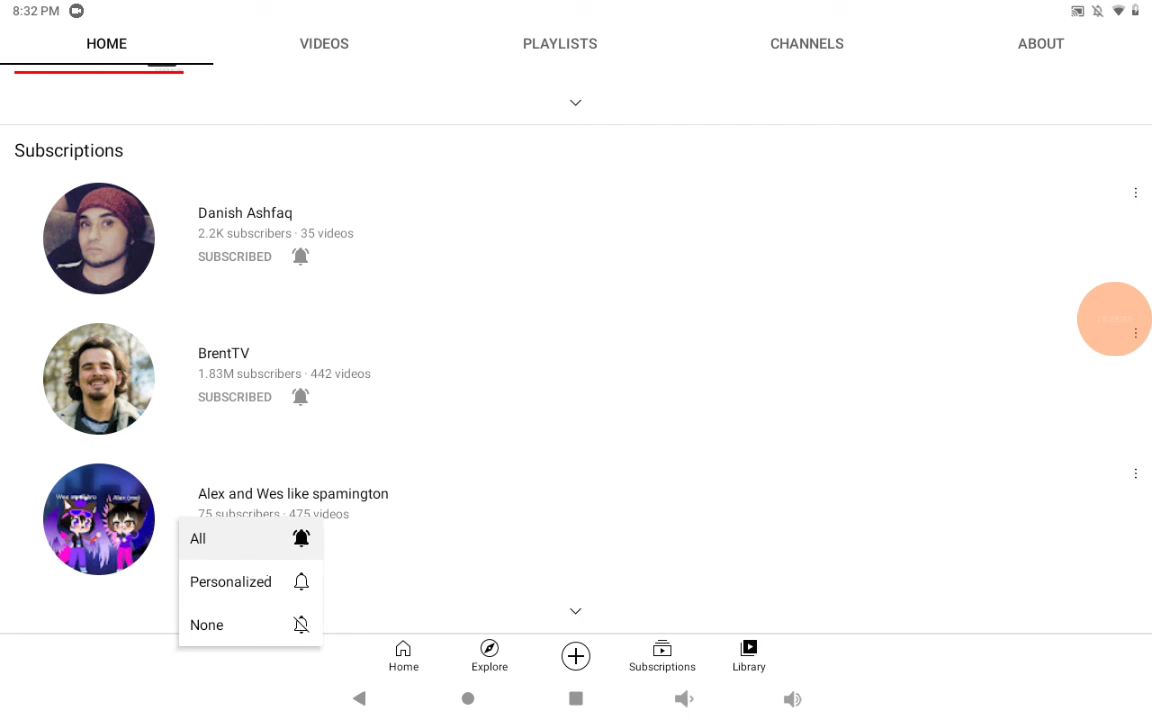 8:32 PM
HOME
VIDEOS
PLAYLISTS
CHANNELS
ABOUT
Subscriptions
Danish Ashfaq
2.2K subscribers · 35 videos
SUBSCRIBED
BrentTV
1.83M subscribers · 442 videos
SUBSCRIBED
Alex and Wes like spamington
75 subscribers · 475 videos
All
Personalized
None
Home
Explore
Subscriptions
Library